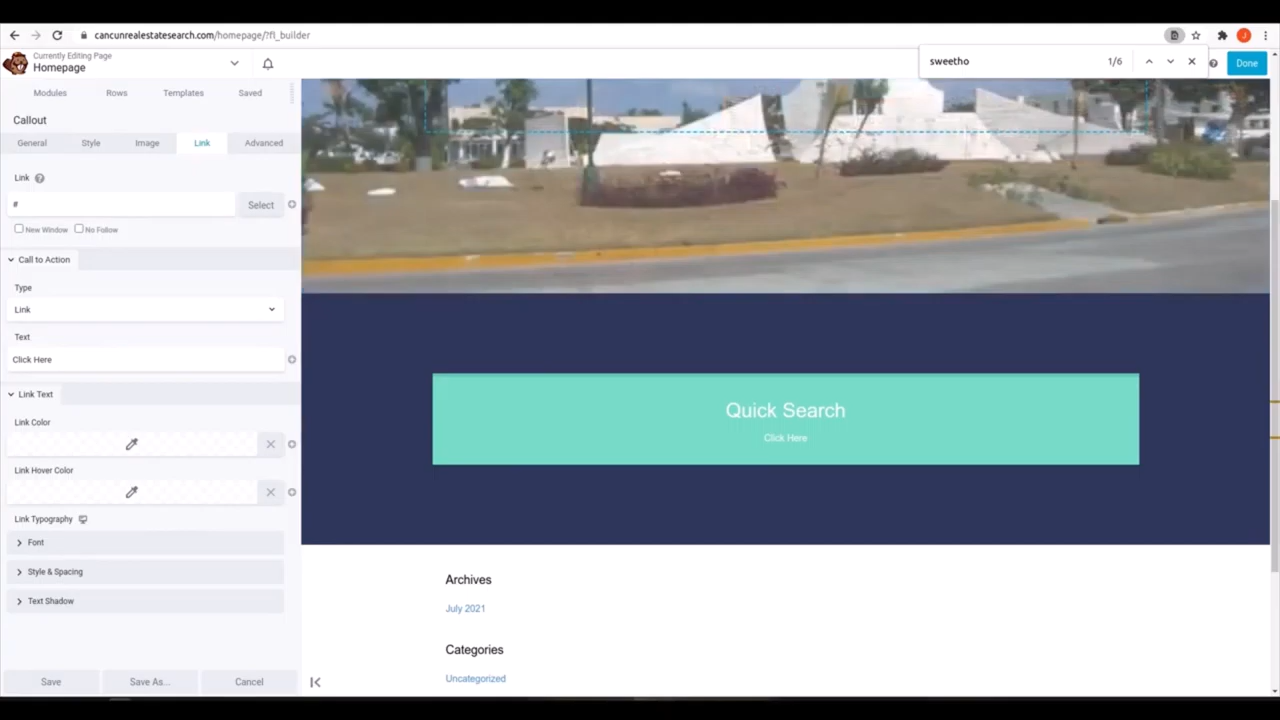 cancunrealestatesearch.com/homepage/?fl_builder
J
Currently Editing Page
Homepage
sweetho 1/6
Done
Modules Rows Templates Saved
Callout
General Style Image Link Advanced
Link
#
Select
New Window No Follow
Call to Action
Type
Link
Text
Click Here
Link Text
Link Color
Link Hover Color
Link Typography
Font
Style & Spacing
Text Shadow
Save Save As... Cancel
Quick Search
Click Here
Archives
July 2021
Categories
Uncategorized